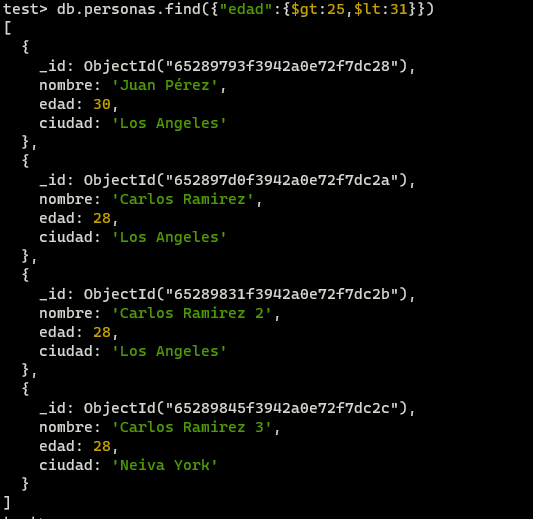 test> db.personas.find({"edad":{$gt:25,$lt:31}})
[
  {
    _id: ObjectId("65289793f3942a0e72f7dc28"),
    nombre: 'Juan Pérez',
    edad: 30,
    ciudad: 'Los Angeles'
  },
  {
    _id: ObjectId("652897d0f3942a0e72f7dc2a"),
    nombre: 'Carlos Ramirez',
    edad: 28,
    ciudad: 'Los Angeles'
  },
  {
    _id: ObjectId("65289831f3942a0e72f7dc2b"),
    nombre: 'Carlos Ramirez 2',
    edad: 28,
    ciudad: 'Los Angeles'
  },
  {
    _id: ObjectId("65289845f3942a0e72f7dc2c"),
    nombre: 'Carlos Ramirez 3',
    edad: 28,
    ciudad: 'Neiva York'
  }
]